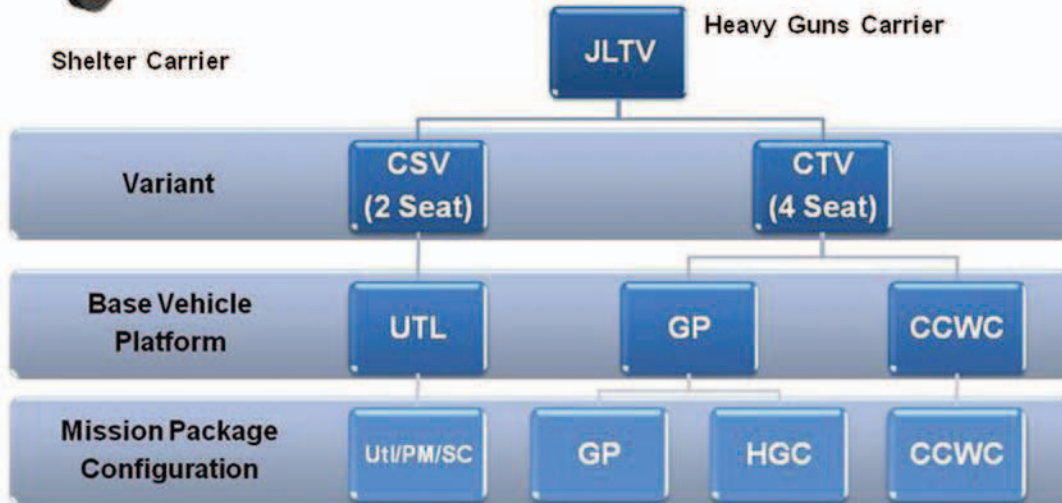 Heavy Guns Carrier
Shelter Carrier
JLTV
Variant
CSV
(2 Seat)
CTV
(4 Seat)
Base Vehicle
Platform
UTL
GP
CCWC
Mission Package
Configuration
Utl/PM/SC
GP
HGC
CCWC